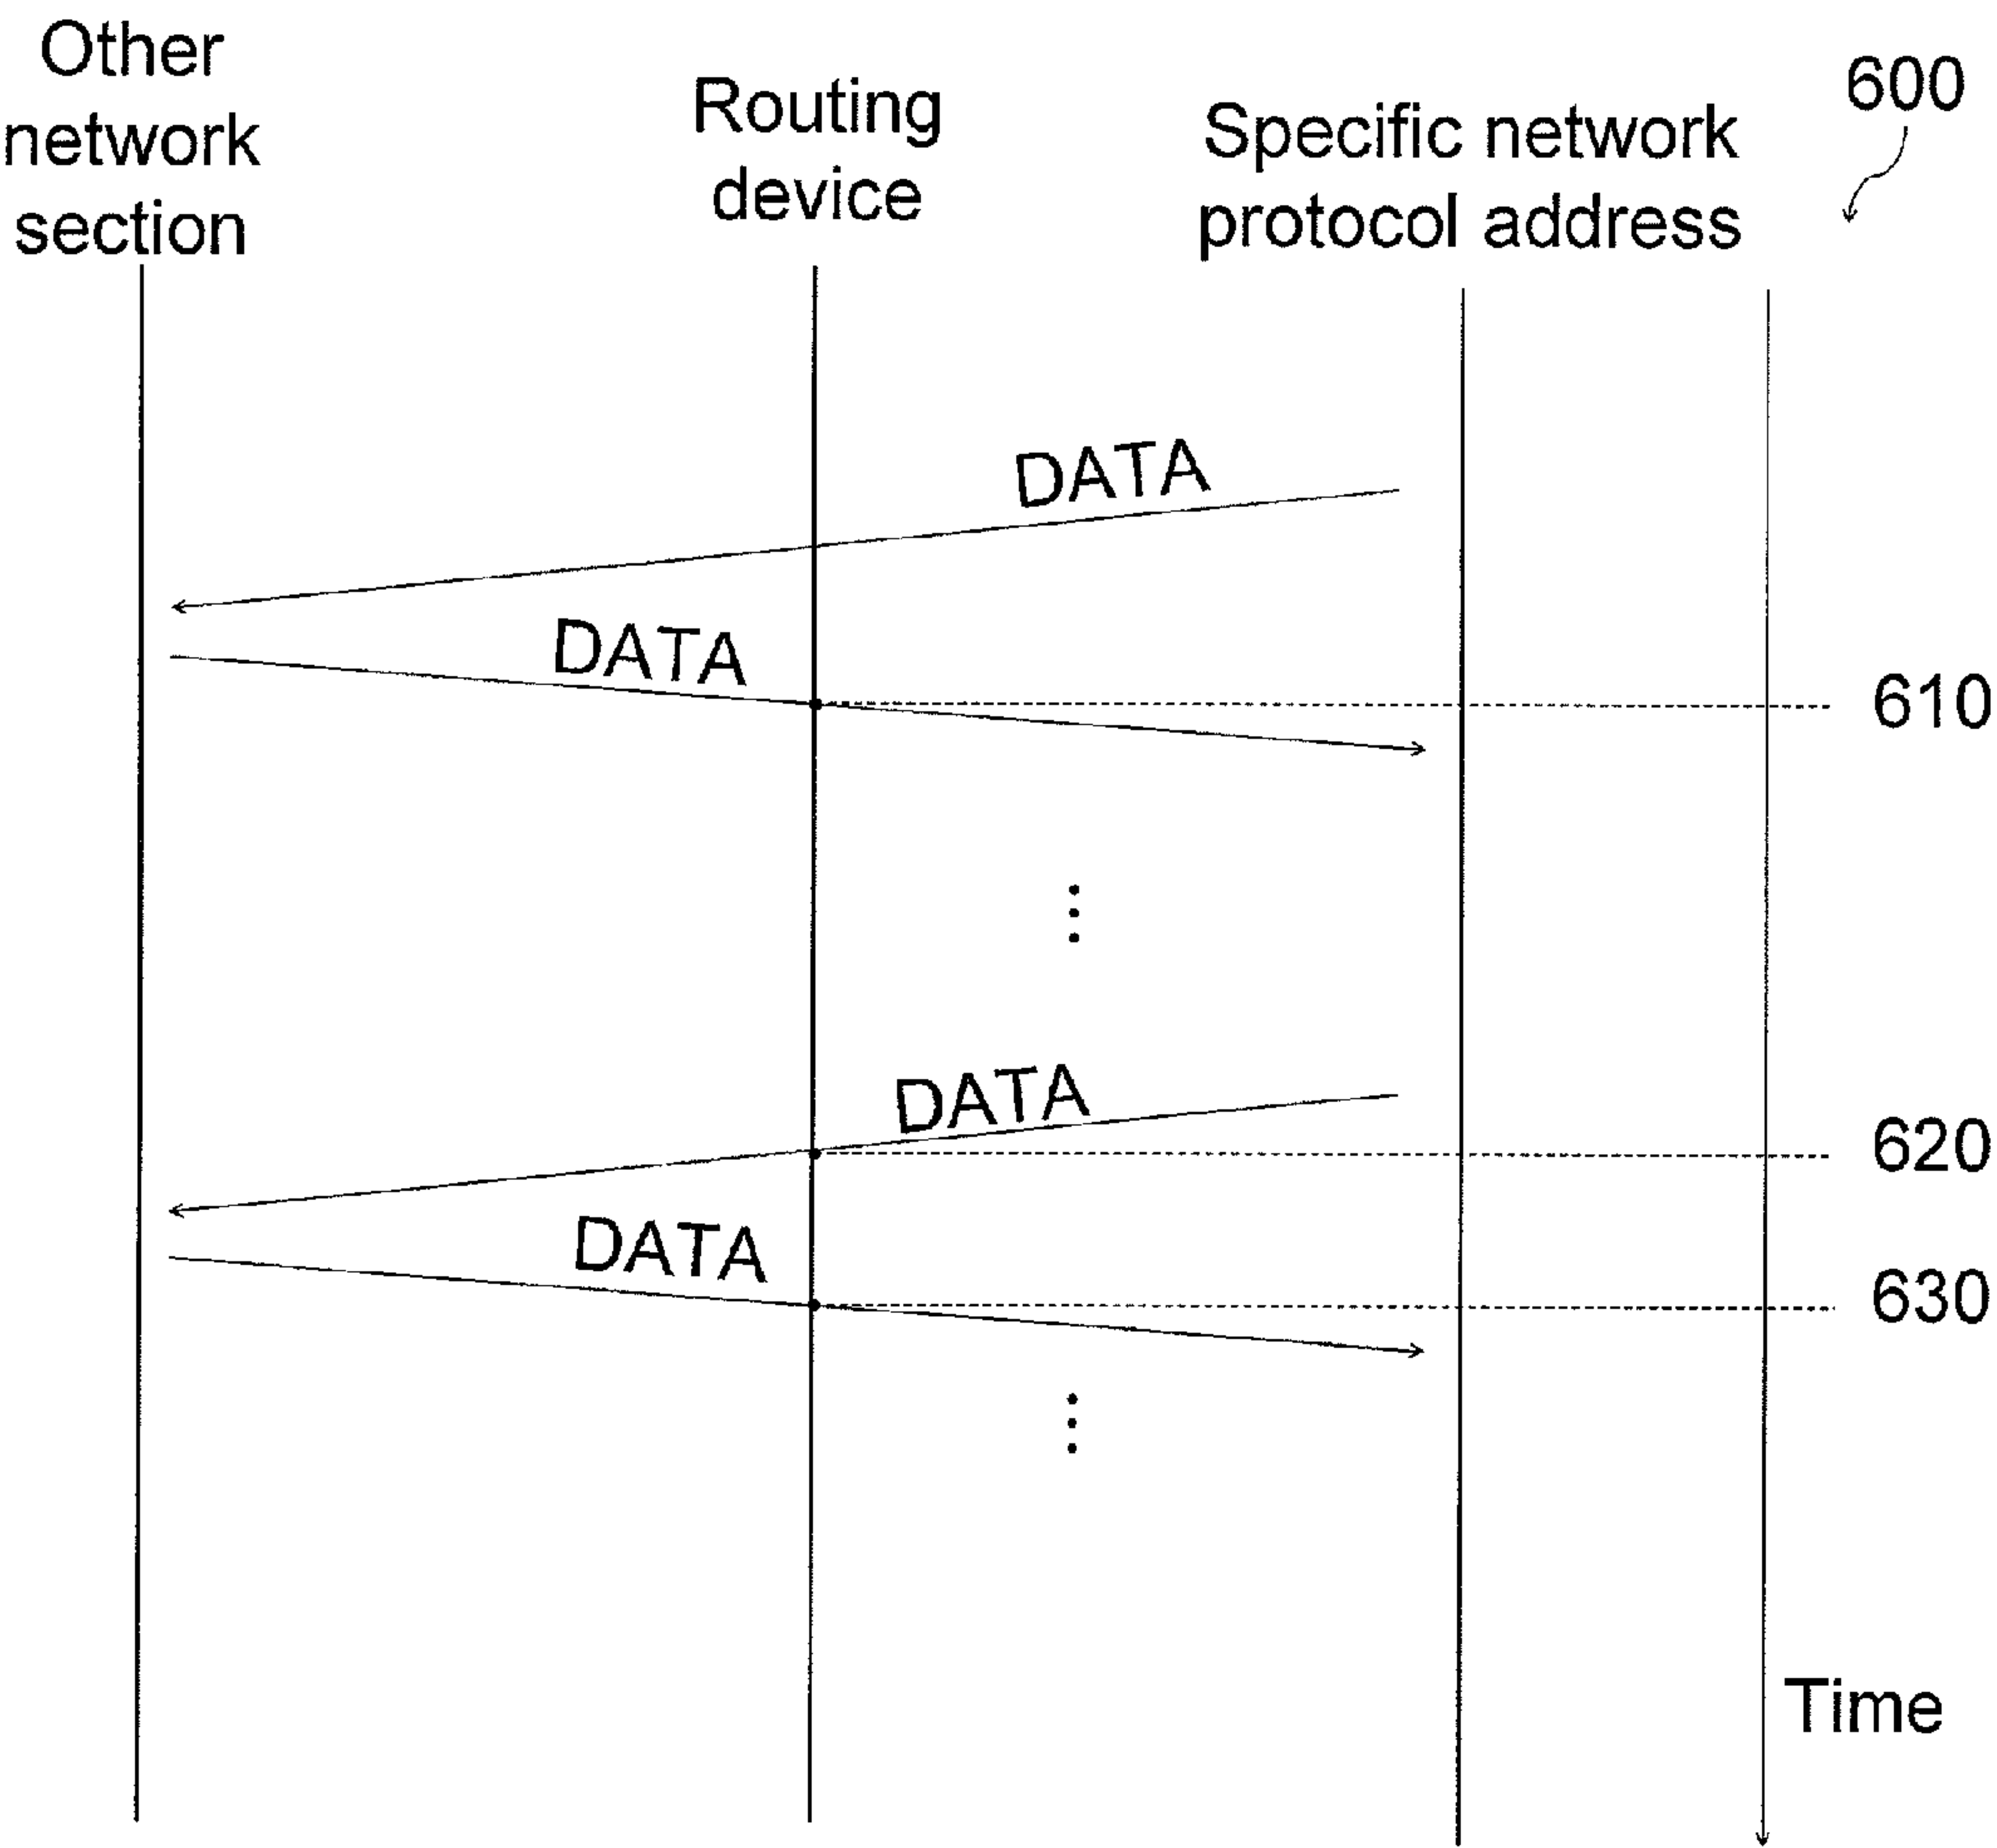 Other
network
section
Routing
device
Specific network
protocol address
600
DATA
DATA
610
DATA
620
DATA
630
Time